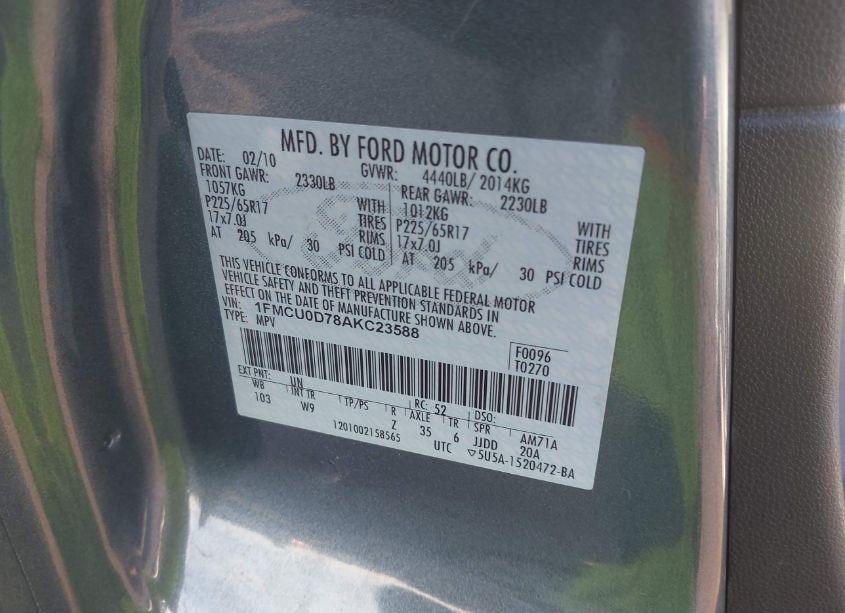 MFD. BY FORD MOTOR CO.
DATE: 02/10 GVWR: 4440LB/ 2014KG
FRONT GAWR: 2330LB REAR GAWR: 2230LB
1057KG WITH 1012KG WITH
P225/65R17 TIRES P225/65R17 TIRES
17x7.0J RIMS 17x7.0J RIMS
AT 205 kPa/ 30 PSI COLD AT 205 kPa/ 30 PSI COLD
THIS VEHICLE CONFORMS TO ALL APPLICABLE FEDERAL MOTOR
VEHICLE SAFETY AND THEFT PREVENTION STANDARDS IN
EFFECT ON THE DATE OF MANUFACTURE SHOWN ABOVE.
VIN: 1FMCU0D78AKC23588
TYPE: MPV
F0096
T0270
EXT PNT: UN RC: 52 DSO:
WB INT TR TP/PS R AXLE TR SPR AM71A
103 W9 Z 35 6 JJDD 20A
1201002158565 UTC ▽5U5A-1520472-BA
Ford